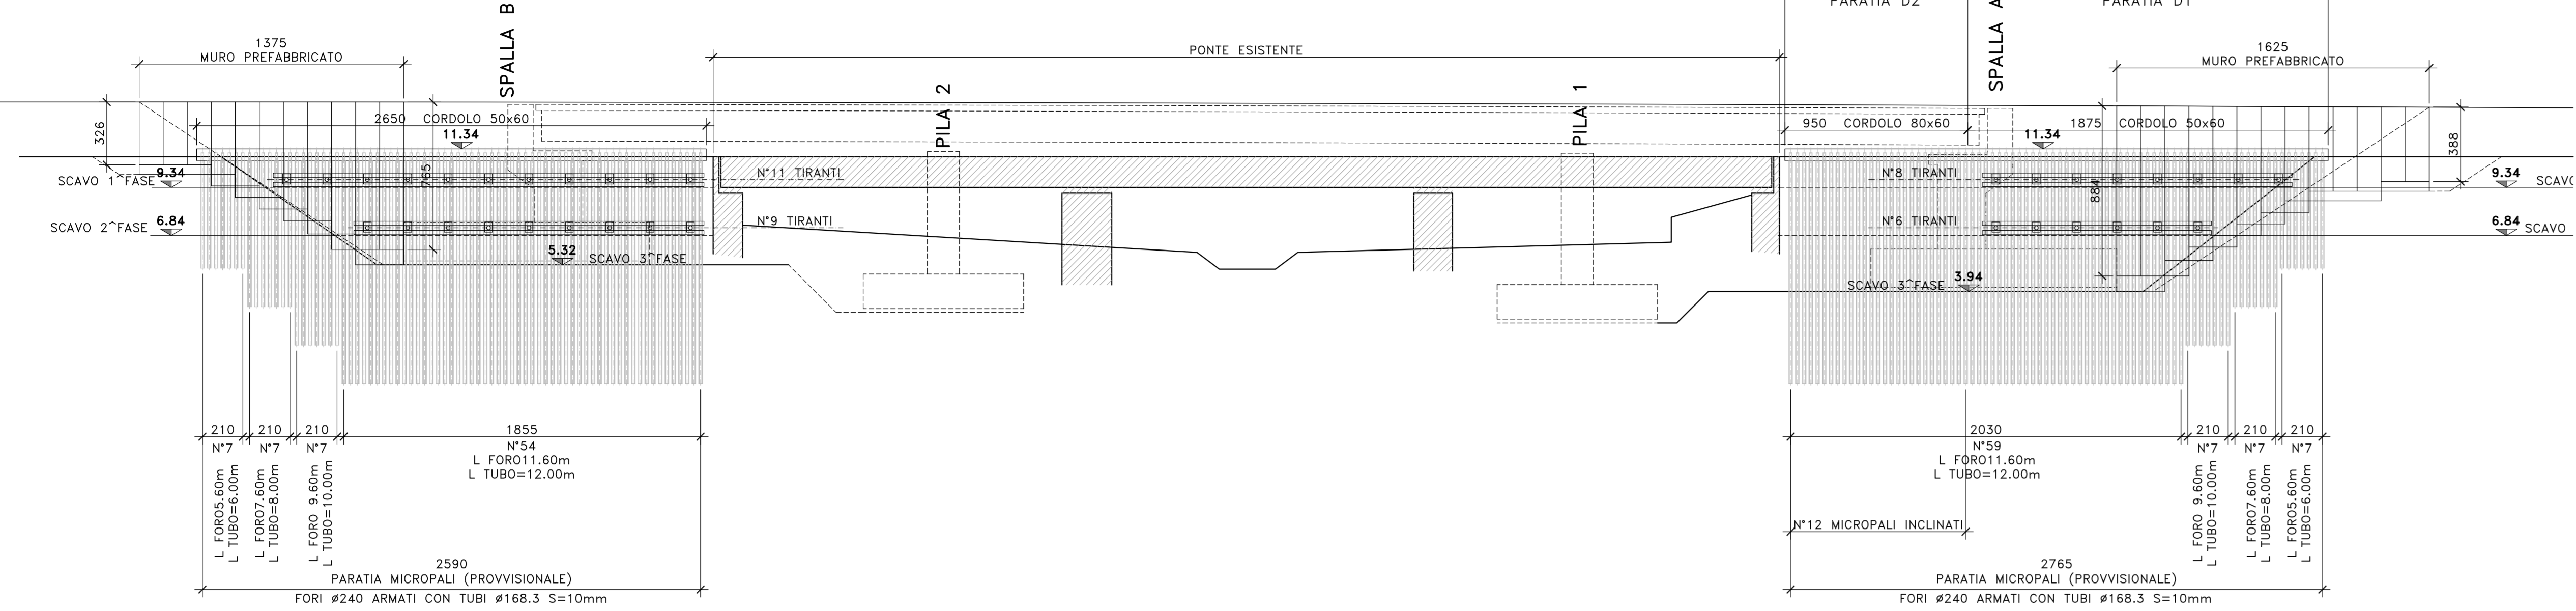 PARATIA D2
PARATIA D1
SPALLA B
SPALLA A
1375
MURO PREFABBRICATO
PONTE ESISTENTE
1625
MURO PREFABBRICATO
PILA 2
PILA 1
326
2650 CORDOLO 50x60
11.34
765
950 CORDOLO 80x60
11.34
1875 CORDOLO 50x60
388
884
SCAVO 1^FASE
9.34
N°11 TIRANTI
N°8 TIRANTI
9.34
SCAVO
SCAVO 2^FASE
6.84
N°9 TIRANTI
N°6 TIRANTI
6.84
SCAVO
5.32
SCAVO 3^FASE
SCAVO 3^FASE
3.94
210
210
210
1855
N°7
N°7
N°7
N°54
L FORO11.60m
L TUBO=12.00m
L FORO5.60m
L TUBO=6.00m
L FORO7.60m
L TUBO=8.00m
L FORO 9.60m
L TUBO=10.00m
2590
PARATIA MICROPALI (PROVVISIONALE)
FORI ø240 ARMATI CON TUBI ø168.3 S=10mm
2030
210
210
210
N°59
L FORO11.60m
L TUBO=12.00m
N°7
N°7
N°7
L FORO 9.60m
L TUBO=10.00m
L FORO7.60m
L TUBO=8.00m
L FORO5.60m
L TUBO=6.00m
N°12 MICROPALI INCLINATI
2765
PARATIA MICROPALI (PROVVISIONALE)
FORI ø240 ARMATI CON TUBI ø168.3 S=10mm